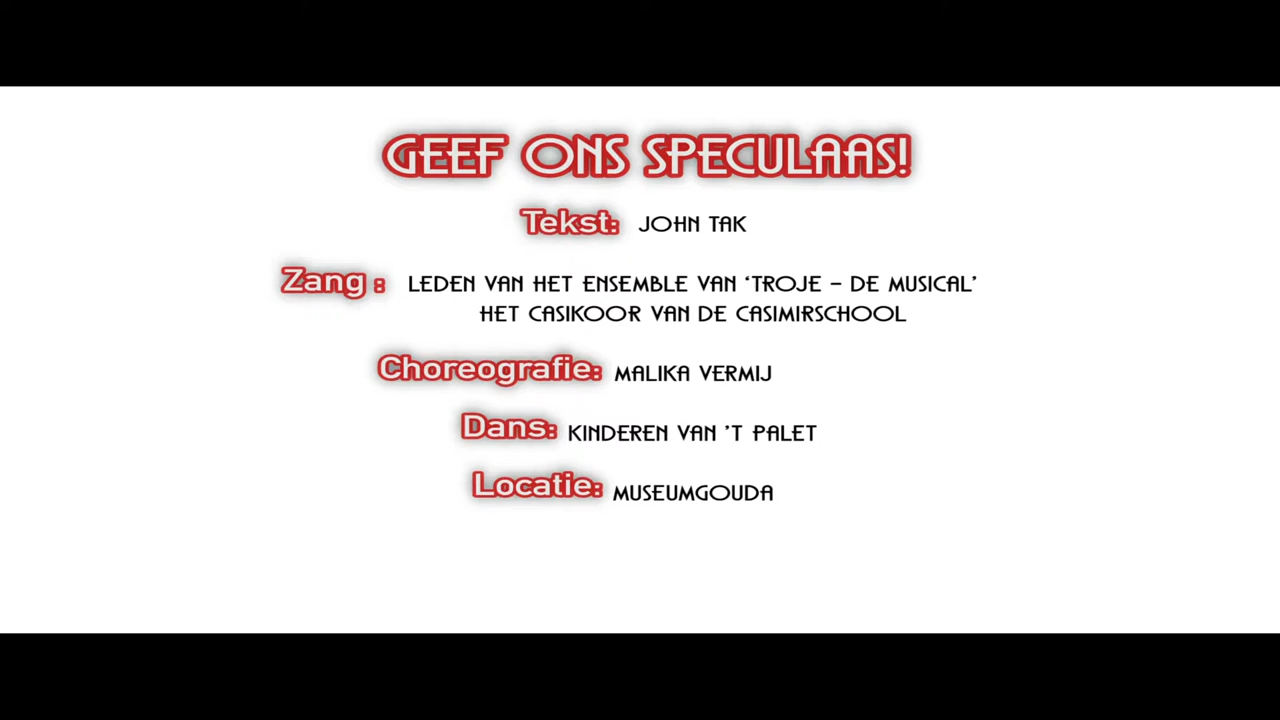 GEEF ONS SPECULAAS!
Tekst: JOHN TAK
Zang : LEDEN VAN HET ENSEMBLE VAN ‘TROJE – DE MUSICAL’
HET CASIKOOR VAN DE CASIMIRSCHOOL
Choreografie: MALIKA VERMIJ
Dans: KINDEREN VAN ’T PALET
Locatie: MUSEUMGOUDA